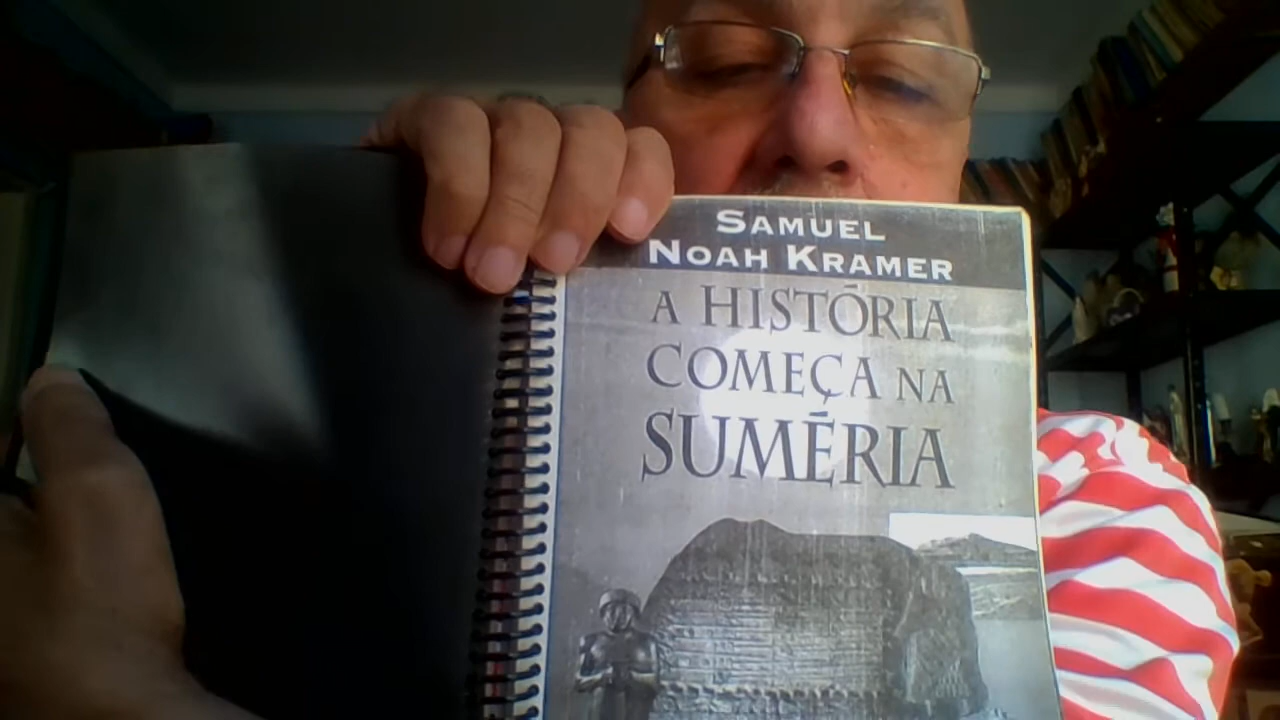 SAMUEL
NOAH KRAMER
A HISTÓRIA
COMEÇA NA
SUMÉRIA